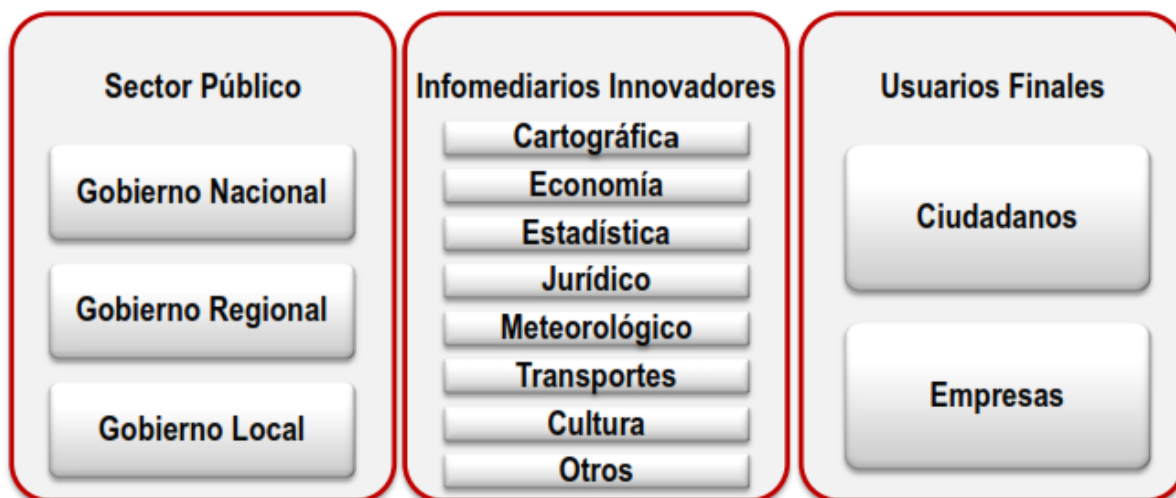 Sector Público
Gobierno Nacional
Gobierno Regional
Gobierno Local
Infomediarios Innovadores
Cartográfica
Economía
Estadística
Jurídico
Meteorológico
Transportes
Cultura
Otros
Usuarios Finales
Ciudadanos
Empresas